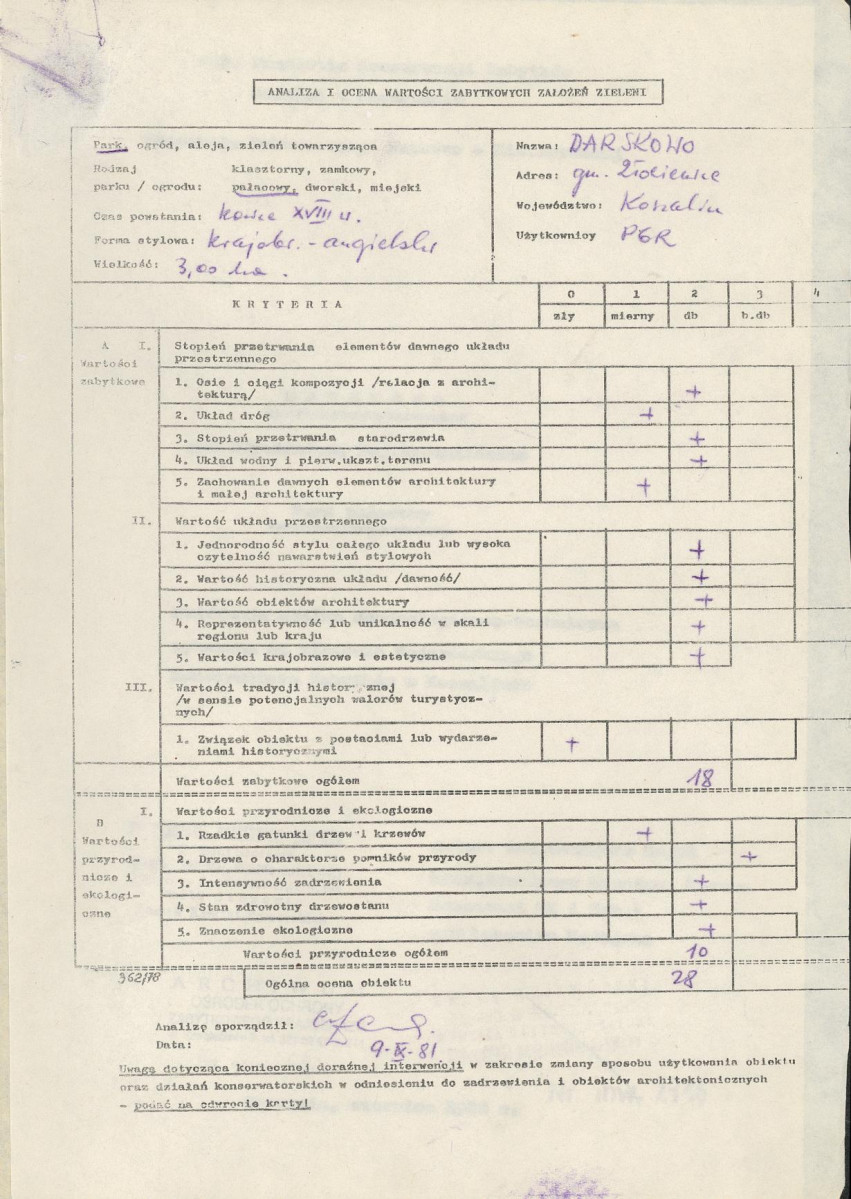 ANALIZA I OCENA WARTOŚCI ZABYTKOWYCH ZAŁOŻEŃ ZIELENI
Park, ogród, aleja, zieleń towarzysząca
Rodzaj klasztorny, zamkowy,
parku / ogrodu: pałacowy, dworski, miejski
Czas powstania: koniec XVIII w.
Forma stylowa: krajobr. - angielski
Wielkość: 3,00 ha.
Nazwa: DARSKOWO
Adres: gm. Złocieniec
Województwo: Koszalin
Użytkownicy PGR
KRYTERIA
0 1 2 3 4
zły mierny db b.db
A I. Stopień przetrwania elementów dawnego układu
Wartości przestrzennego
zabytkowe 1. Osie i ciągi kompozycji /relacja z archi-
tekturą/ +
2. Układ dróg +
3. Stopień przetrwania starodrzewia +
4. Układ wodny i pierw.ukszt.terenu +
5. Zachowanie dawnych elementów architektury
i małej architektury +
II. Wartość układu przestrzennego
1. Jednorodność stylu całego układu lub wysoka
czytelność nawarstwień stylowych +
2. Wartość historyczna układu /dawność/ +
3. Wartość obiektów architektury +
4. Reprezentatywność lub unikalność w skali
regionu lub kraju +
5. Wartości krajobrazowe i estetyczne +
III. Wartości tradycji historycznej
/w sensie potencjalnych walorów turystycz-
nych/
1. Związek obiektu z postaciami lub wydarze-
niami historycznymi +
Wartości zabytkowe ogółem 18
B I. Wartości przyrodnicze i ekologiczne
Wartości 1. Rzadkie gatunki drzew i krzewów +
przyrod- 2. Drzewa o charakterze pomników przyrody +
nicze i 3. Intensywność zadrzewienia +
ekologi- 4. Stan zdrowotny drzewostanu +
czne 5. Znaczenie ekologiczne +
Wartości przyrodnicze ogółem 10
362/78 Ogólna ocena obiektu 28
Analizę sporządził:
Data: 9-IX-81
Uwagę dotyczącą koniecznej doraźnej interwencji w zakresie zmiany sposobu użytkowania obiektu
oraz działań konserwatorskich w odniesieniu do zadrzewienia i obiektów architektonicznych
- podać na odwrocie karty!